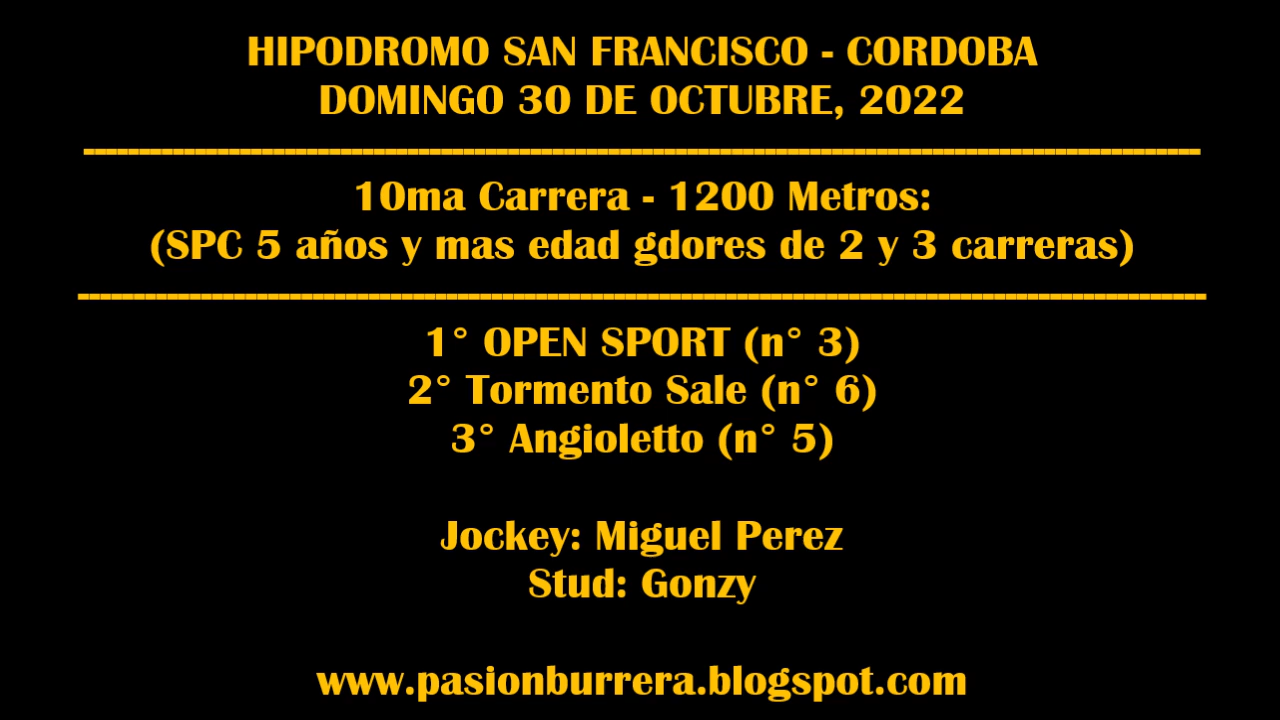 HIPODROMO SAN FRANCISCO - CORDOBA
DOMINGO 30 DE OCTUBRE, 2022
10ma Carrera - 1200 Metros:
(SPC 5 años y mas edad gdores de 2 y 3 carreras)
1° OPEN SPORT (n° 3)
2° Tormento Sale (n° 6)
3° Angioletto (n° 5)
Jockey: Miguel Perez
Stud: Gonzy
www.pasionburrera.blogspot.com